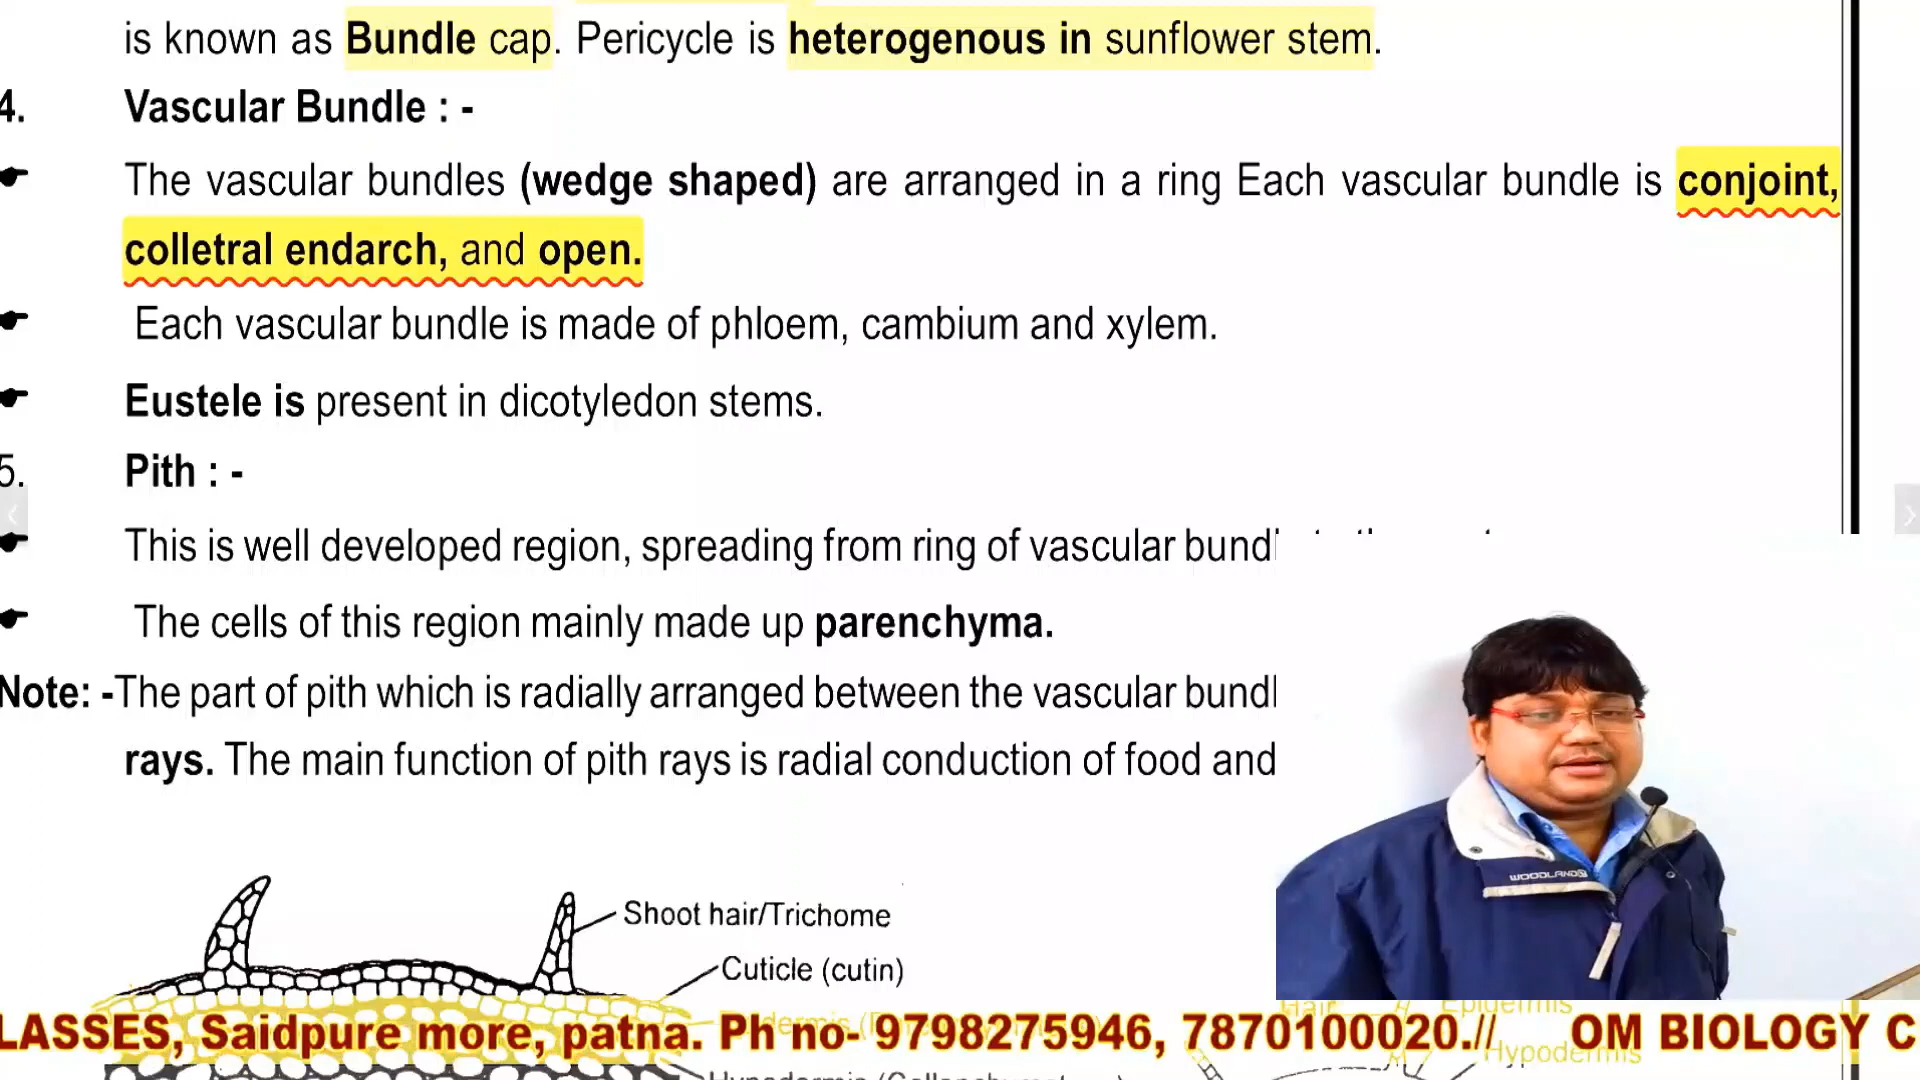 is known as Bundle cap. Pericycle is heterogenous in sunflower stem.
4. Vascular Bundle : -
The vascular bundles (wedge shaped) are arranged in a ring Each vascular bundle is conjoint,
colletral endarch, and open.
Each vascular bundle is made of phloem, cambium and xylem.
Eustele is present in dicotyledon stems.
5. Pith : -
This is well developed region, spreading from ring of vascular
The cells of this region mainly made up parenchyma.
Note: -The part of pith which is radially arranged between the vascular
rays. The main function of pith rays is radial conduction of food and
WOODLAND
Shoot hair/Trichome
Cuticle (cutin)
Hair Epidermis
LASSES, Saidpure more, patna. Ph no- 9798275946, 7870100020.// OM BIOLOGY C
Hypodermis